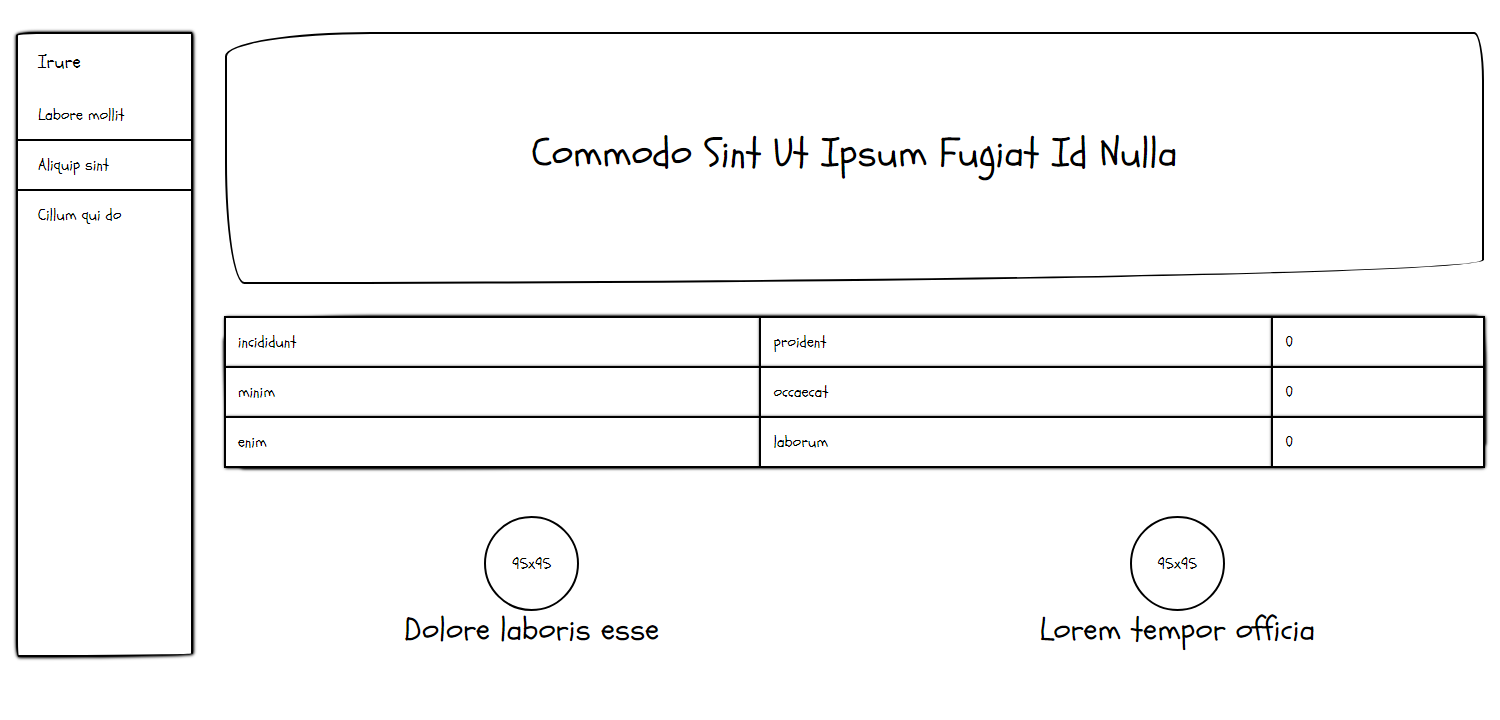 Irure
Labore mollit
Aliquip sint
Cillum qui do
Commodo Sint Ut Ipsum Fugiat Id Nulla
incididunt proident 0
minim occaecat 0
enim laborum 0
95x95 95x95
Dolore laboris esse Lorem tempor officia